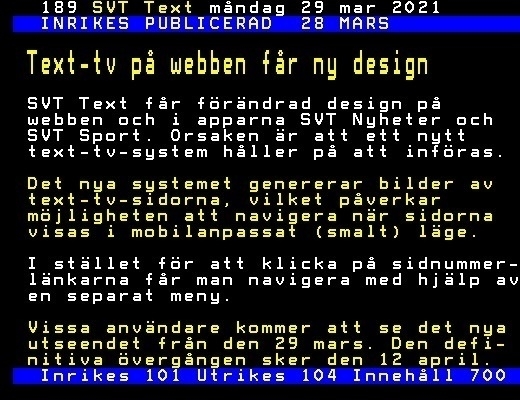 189 SVT Text måndag 29 mar 2021
INRIKES PUBLICERAD 28 MARS
Text-tv på webben får ny design
SVT Text får förändrad design på
webben och i apparna SVT Nyheter och
SVT Sport. Orsaken är att ett nytt
text-tv-system håller på att införas.
Det nya systemet genererar bilder av
text-tv-sidorna, vilket påverkar
möjligheten att navigera när sidorna
visas i mobilanpassat (smalt) läge.
I stället för att klicka på sidnummer-
länkarna får man navigera med hjälp av
en separat meny.
Vissa användare kommer att se det nya
utseendet från den 29 mars. Den defi-
nitiva övergången sker den 12 april.
Inrikes 101 Utrikes 104 Innehåll 700